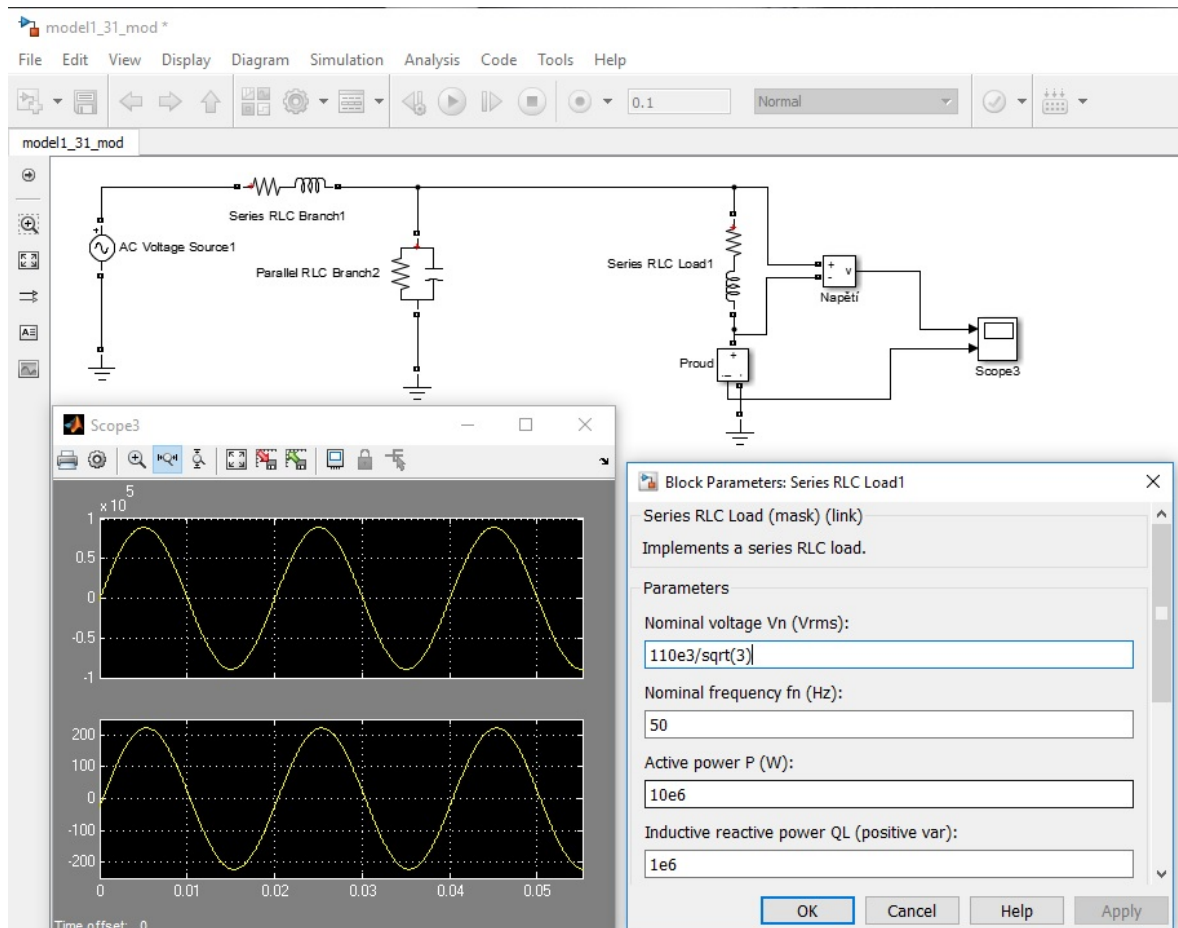 model1_31_mod *
File Edit View Display Diagram Simulation Analysis Code Tools Help
0.1 Normal
model1_31_mod
Series RLC Branch1
AC Voltage Source1
+
Parallel RLC Branch2
Series RLC Load1
+
-
v
Napětí
Proud
+
-
Scope3
Scope3
x 10
5
1
0.5
0
-0.5
-1
200
100
0
-100
-200
0 0.01 0.02 0.03 0.04 0.05
Time offset: 0
Block Parameters: Series RLC Load1
Series RLC Load (mask) (link)
Implements a series RLC load.
Parameters
Nominal voltage Vn (Vrms):
110e3/sqrt(3)
Nominal frequency fn (Hz):
50
Active power P (W):
10e6
Inductive reactive power QL (positive var):
1e6
OK Cancel Help Apply